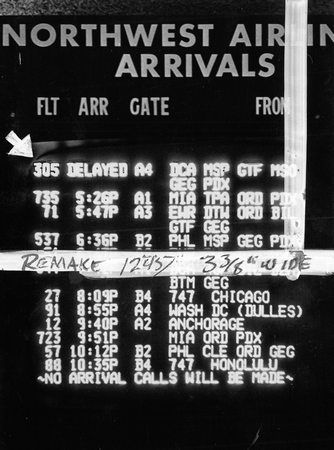 NORTHWEST AIRLIN
ARRIVALS
FLT ARR GATE FROM
305 DELAYED A4 DCA MSP GTF MSO
GEG PDX
735 5:26P A1 MIA TPA ORD PDX
71 5:47P A3 EWR DTW ORD BIL
GTF GEG
537 6:36P B2 PHL MSP GEG PDX
REMAKE 12437 3 3/8" WIDE
BTM GEG
27 8:09P B4 747 CHICAGO
91 8:55P A4 WASH DC (DULLES)
12 9:40P A2 ANCHORAGE
723 9:51P MIA ORD PDX
57 10:12P B2 PHL CLE ORD GEG
88 10:35P B4 747 HONOLULU
~NO ARRIVAL CALLS WILL BE MADE~